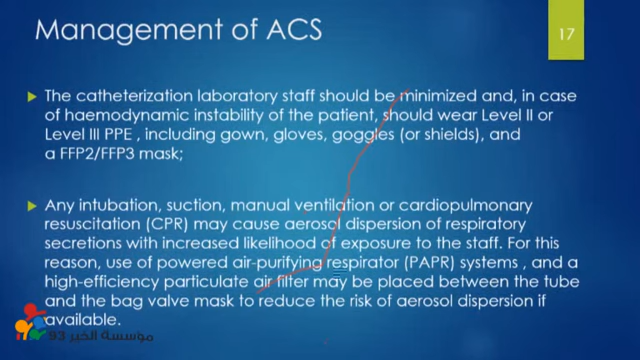 Management of ACS
17
The catheterization laboratory staff should be minimized and, in case
of haemodynamic instability of the patient, should wear Level II or
Level III PPE , including gown, gloves, goggles (or shields), and
a FFP2/FFP3 mask;
Any intubation, suction, manual ventilation or cardiopulmonary
resuscitation (CPR) may cause aerosol dispersion of respiratory
secretions with increased likelihood of exposure to the staff. For this
reason, use of powered air-purifying respirator (PAPR) systems , and a
high-efficiency particulate air filter may be placed between the tube
and the bag valve mask to reduce the risk of aerosol dispersion if
available.
مؤسسة الخير 93